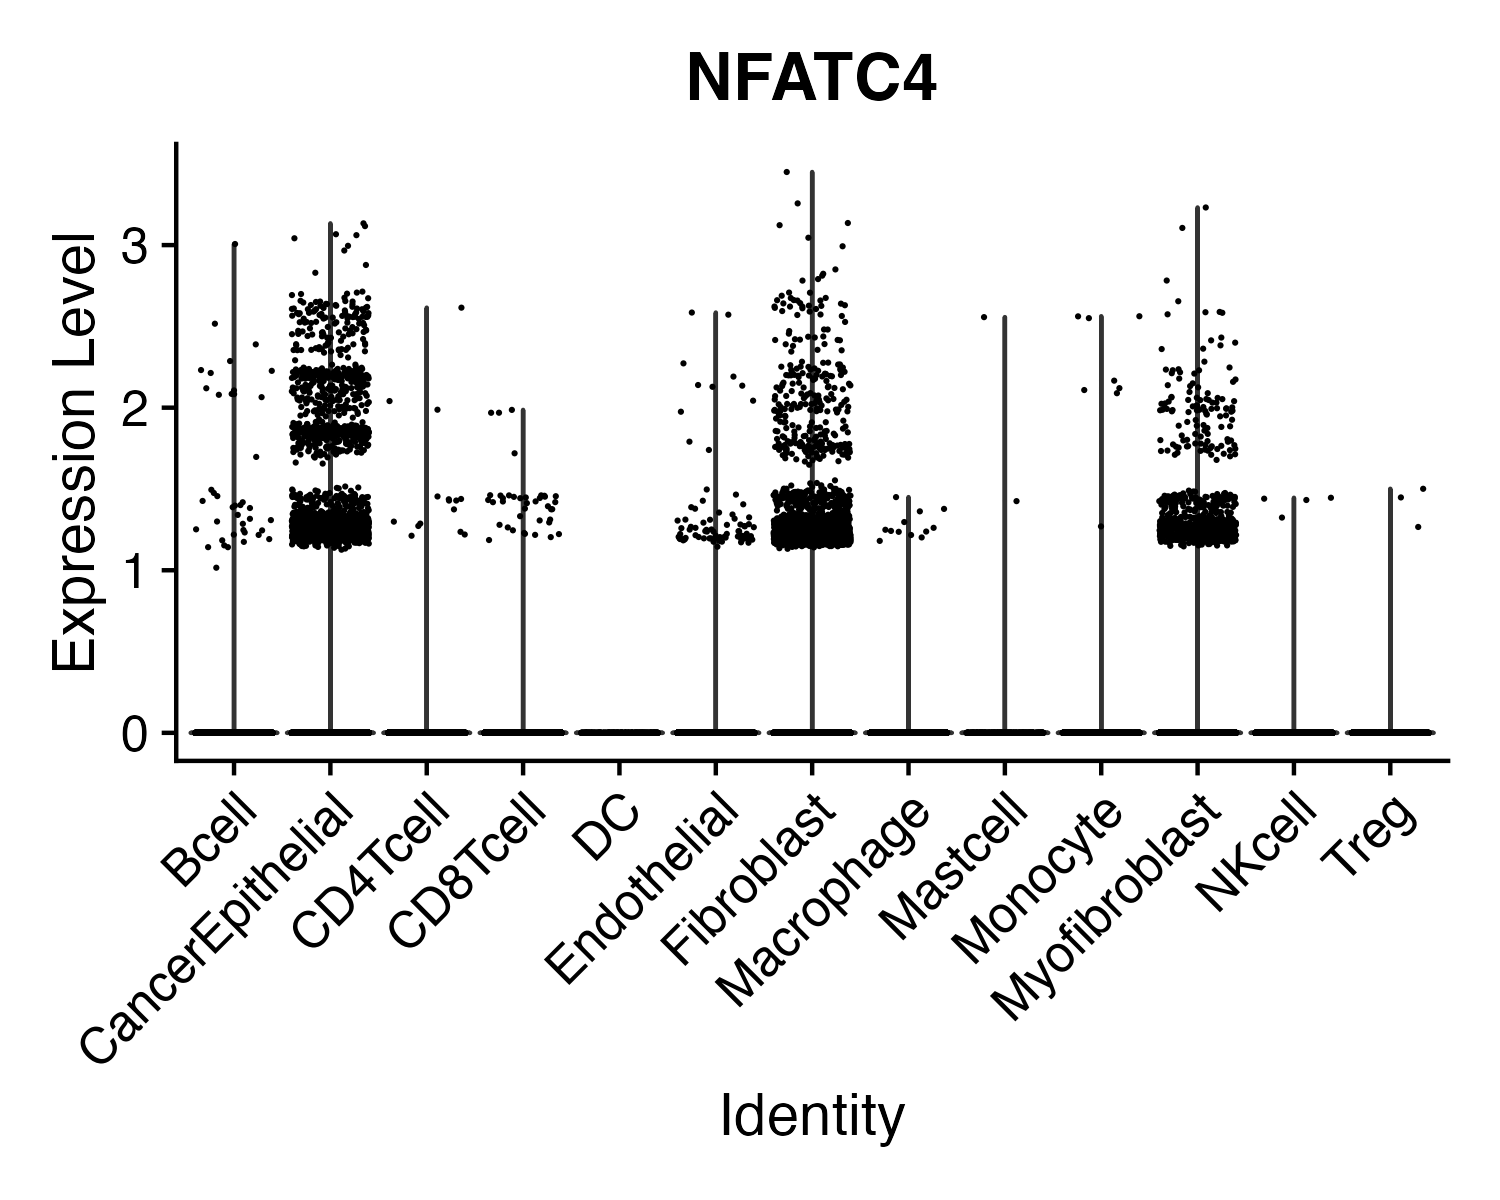 NFATC4
Expression Level
3
2
1
0
Bcell
CancerEpithelial
CD4Tcell
CD8Tcell
DC
Endothelial
Fibroblast
Macrophage
Mastcell
Monocyte
Myofibroblast
NKcell
Treg
Identity